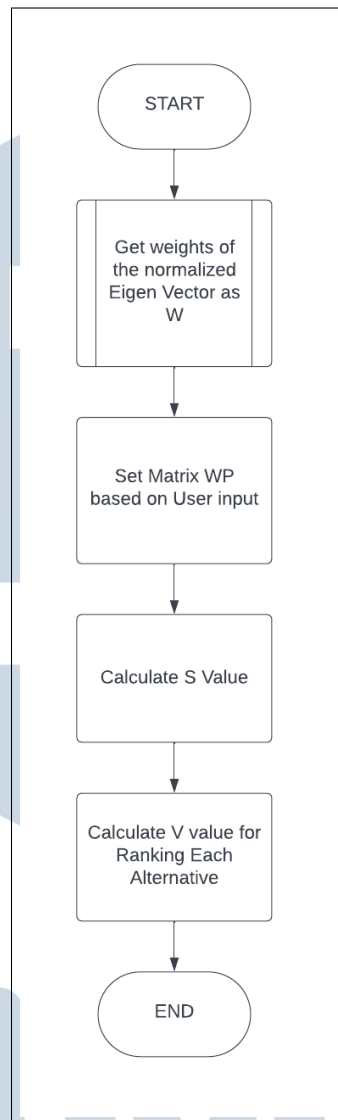 START
Get weights of
the normalized
Eigen Vector as
W
Set Matrix WP
based on User input
Calculate S Value
Calculate V value for
Ranking Each
Alternative
END